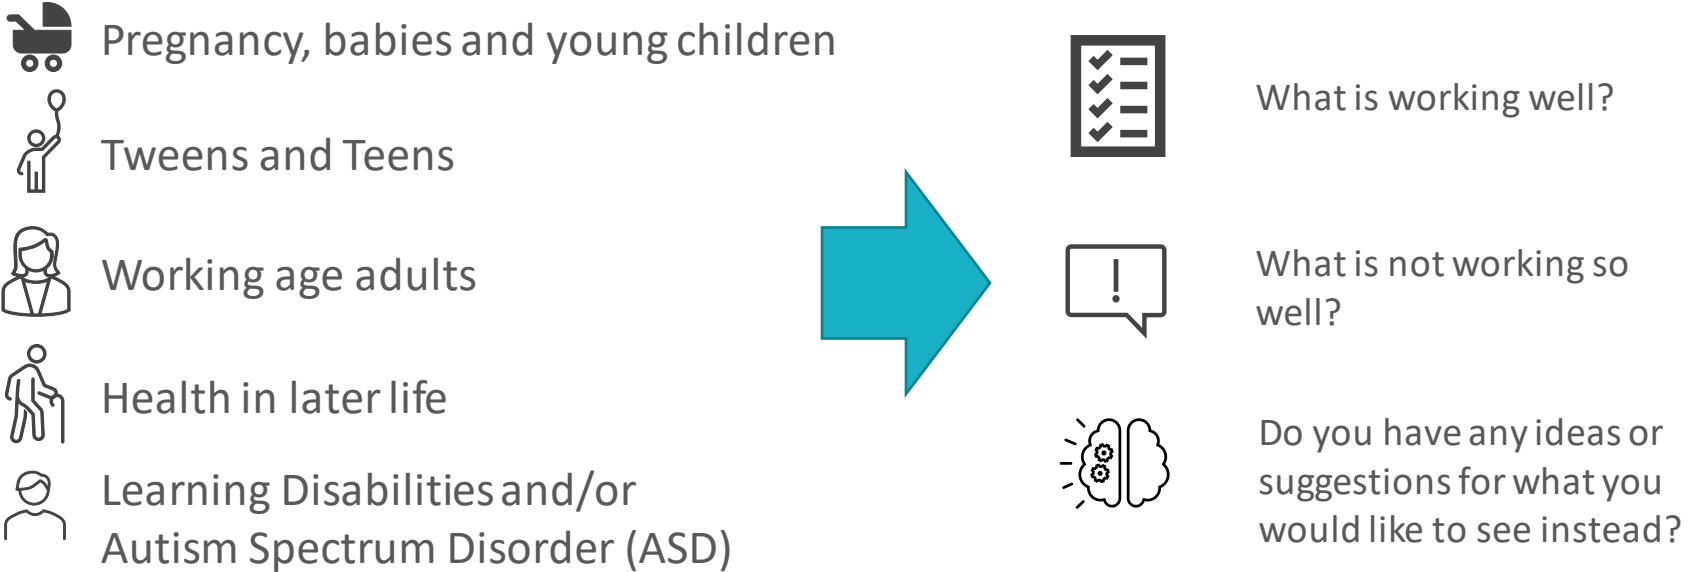 Pregnancy, babies and young children
Tweens and Teens
Working age adults
Health in later life
Learning Disabilities and/or
Autism Spectrum Disorder (ASD)
What is working well?
What is not working so
well?
Do you have any ideas or
suggestions for what you
would like to see instead?